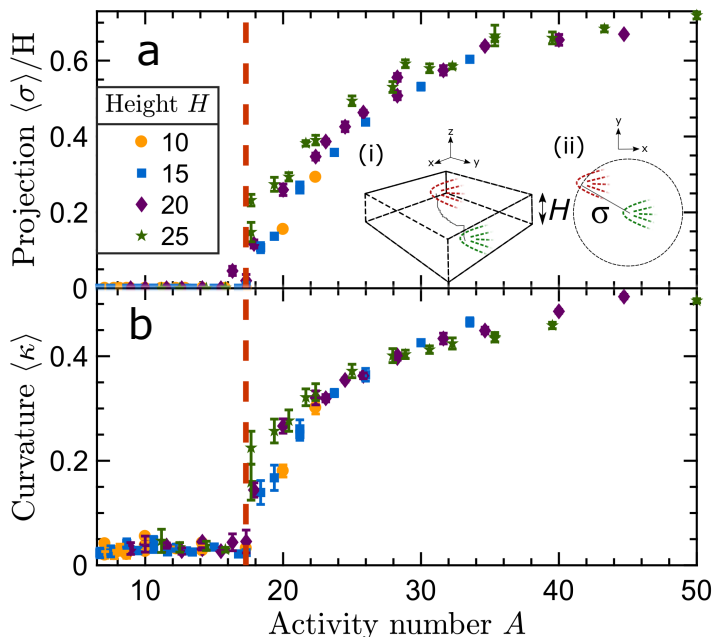 a
Projection ⟨σ⟩/H
0.6
0.4
0.2
0
Height H
10
15
20
25
(i)
z
x
y
H
(ii)
y
x
σ
b
Curvature ⟨κ⟩
0.4
0.2
0
10
20
30
40
50
Activity number A